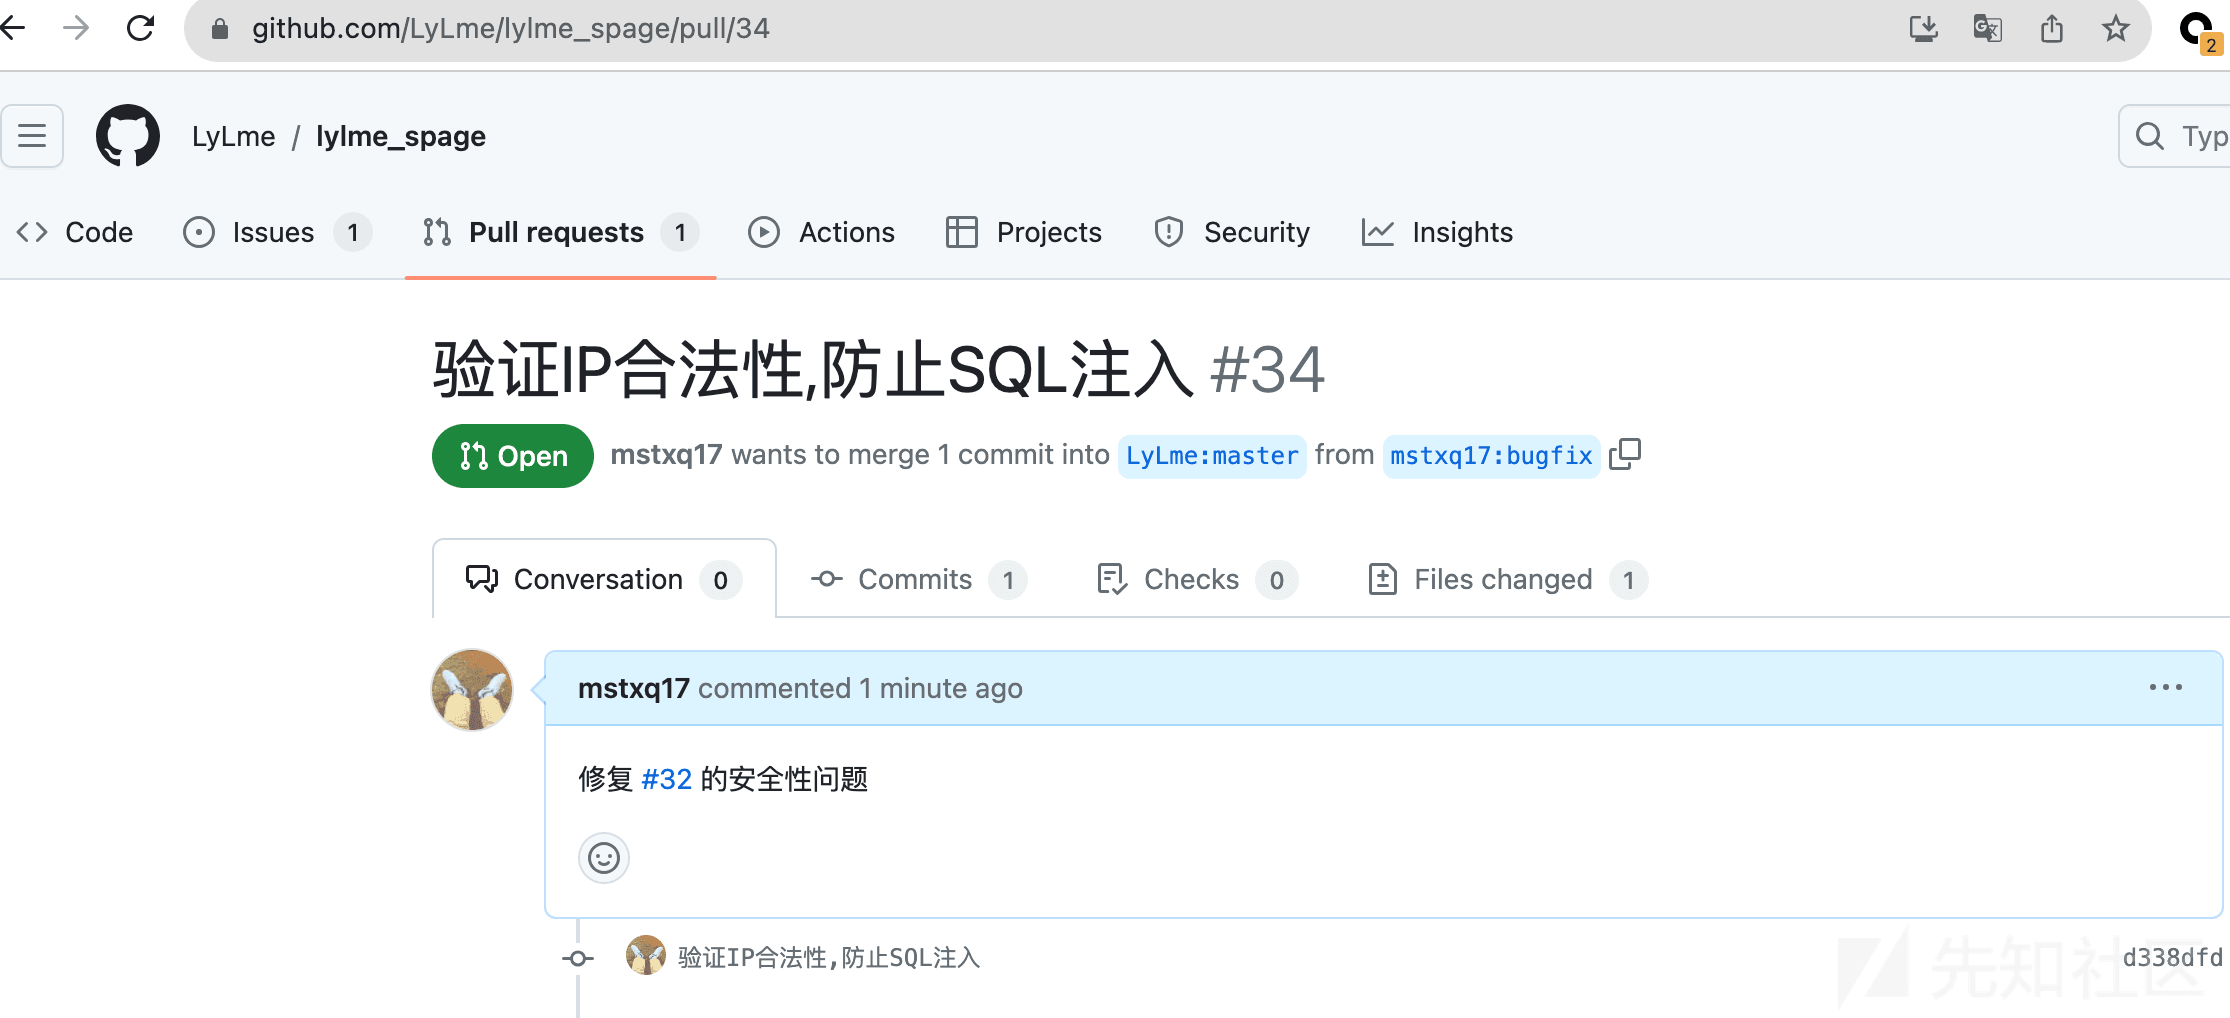 github.com/LyLme/lylme_spage/pull/34
2
LyLme / lylme_spage
Typ
Code
Issues 1
Pull requests 1
Actions
Projects
Security
Insights
验证IP合法性,防止SQL注入 #34
Open
mstxq17 wants to merge 1 commit into LyLme:master from mstxq17:bugfix
Conversation 0
Commits 1
Checks 0
Files changed 1
mstxq17 commented 1 minute ago
修复 #32 的安全性问题
验证IP合法性,防止SQL注入
d338dfd
先知社区